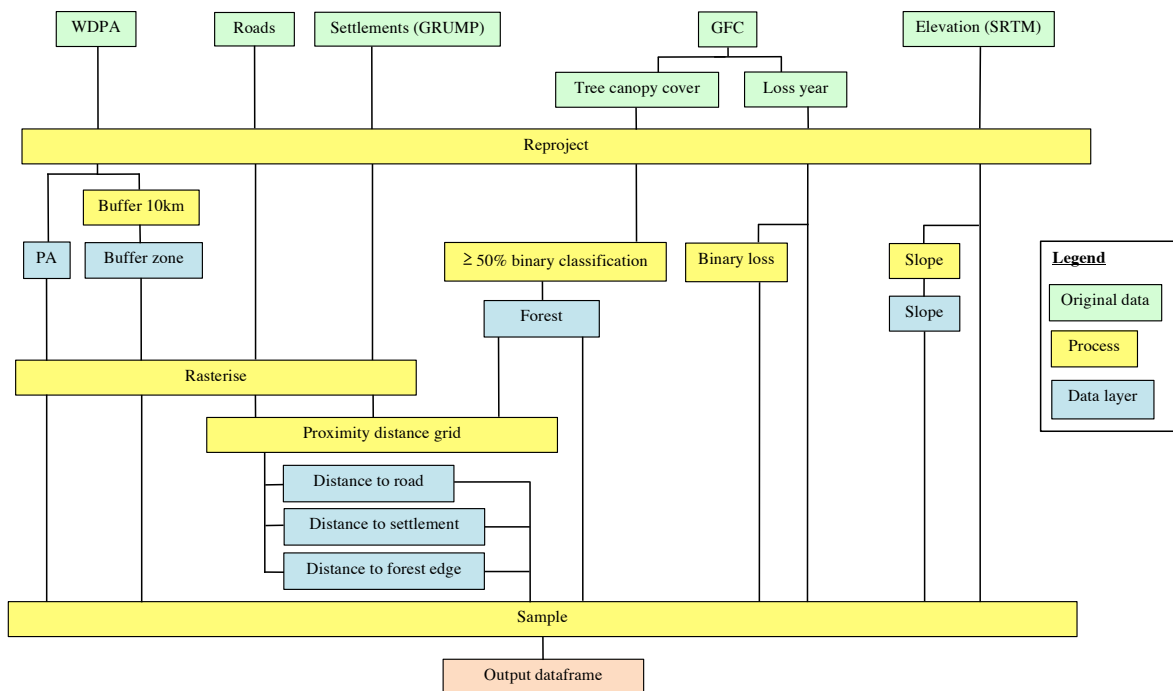 WDPA
Roads
Settlements (GRUMP)
GFC
Elevation (SRTM)
Tree canopy cover
Loss year
Reproject
Buffer 10km
PA
Buffer zone
≥ 50% binary classification
Binary loss
Slope
Forest
Slope
Rasterise
Proximity distance grid
Distance to road
Distance to settlement
Distance to forest edge
Sample
Output dataframe
Legend
Original data
Process
Data layer